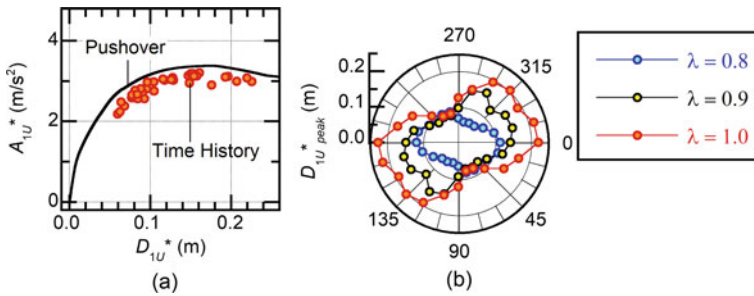 4
2
0
A₁U* (m/s²)
Pushover
Time History
0.0
0.1
0.2
D₁U* (m)
(a)
0.2
0.1
0.0
D₁U* peak (m)
270
315
0
45
90
135
(b)
λ = 0.8
λ = 0.9
λ = 1.0